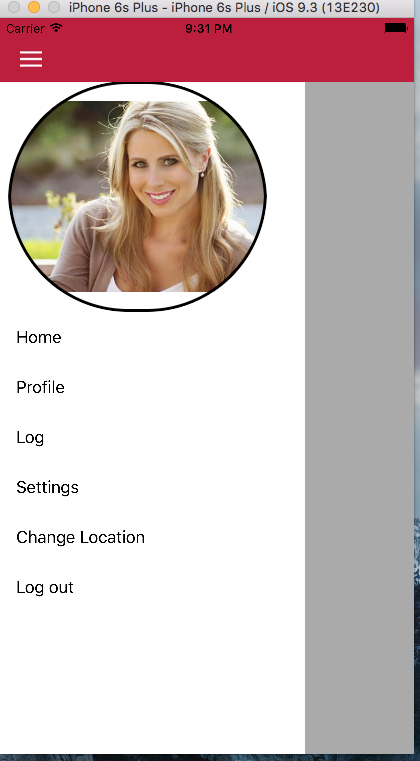 iPhone 6s Plus - iPhone 6s Plus / iOS 9.3 (13E230)
Carrier 9:31 PM
Home
Profile
Log
Settings
Change Location
Log out